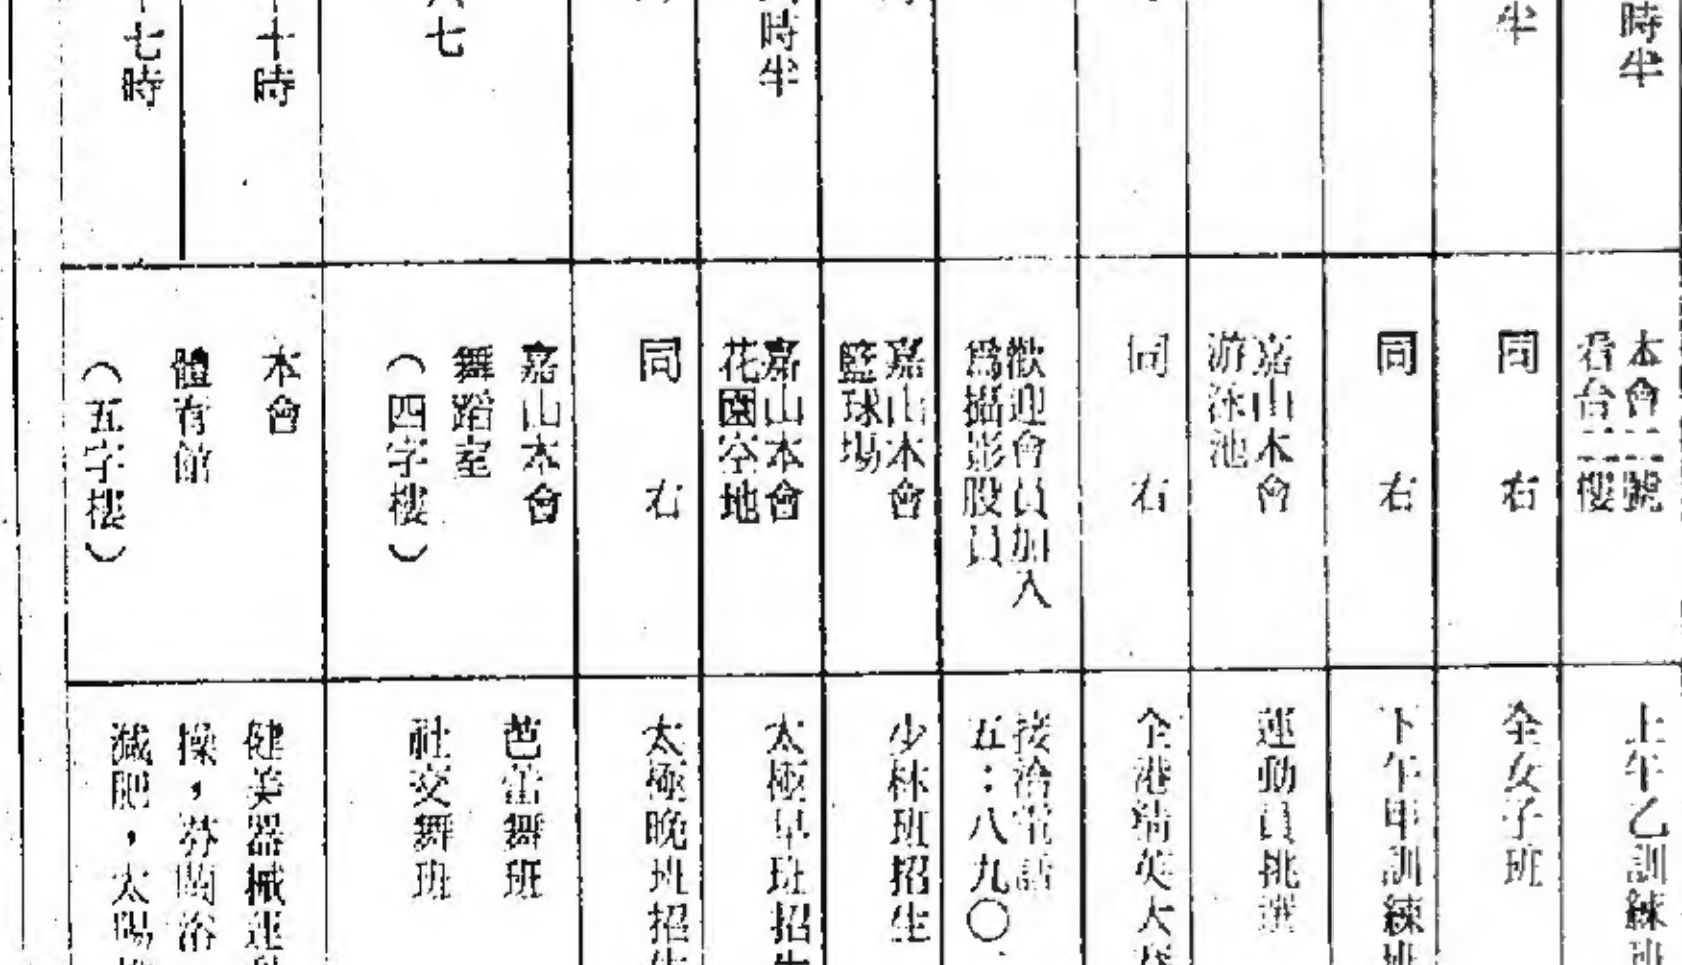 時半
半
時半
七
十時
七時
本會二號
看台二樓
同右
同右
嘉山本會
游泳池
同右
歡迎會員加入
爲攝影股員
嘉山本會
籃球場
嘉山本會
花園空地
同右
嘉山本會
舞蹈室
（四字樓）
本會
體育館
（五字樓）
上午乙訓練班
全女子班
下午甲訓練班
運動員挑選
全港清英大
接洽電話
五：八九〇
少林班招生
太極早班招生
太極晚班招生
芭蕾舞班
社交舞班
健美器械運
操，芬蘭浴
減肥，太陽